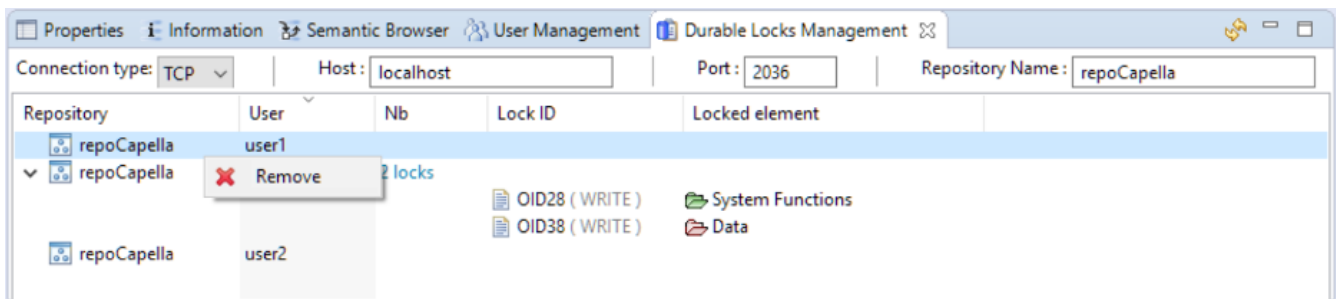 Properties Information Semantic Browser User Management Durable Locks Management
Connection type: TCP Host : localhost Port : 2036 Repository Name : repoCapella
Repository User Nb Lock ID Locked element
repoCapella user1
repoCapella 2 locks
Remove
OID28 ( WRITE ) System Functions
OID38 ( WRITE ) Data
repoCapella user2